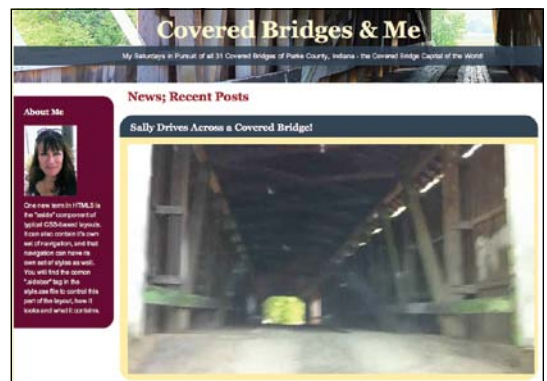 Covered Bridges & Me
My Saturdays in Pursuit of all 31 Covered Bridges of Parke County, Indiana - the Covered Bridge Capital of the World!
News; Recent Posts
About Me
Sally Drives Across a Covered Bridge!
One new term in HTML5 is
the "aside" component of
typical CSS-based layouts.
It can also contain it's own
set of navigation, and that
navigation can have its
own set of styles as well.
You will find the comon
".sidebar" tag in the
style.css file to control this
part of the layout, how it
looks and what it contains.